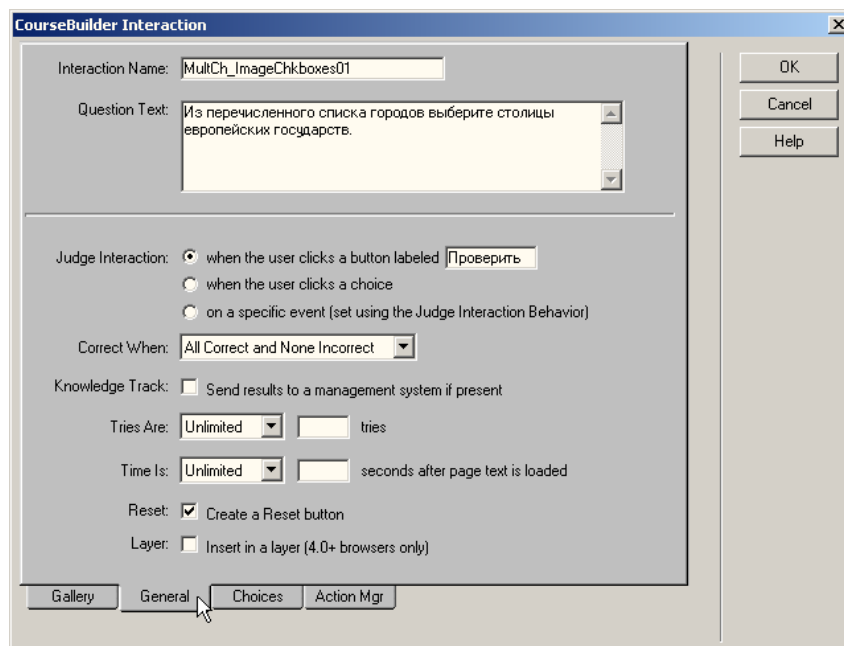 CourseBuilder Interaction
Interaction Name: MultCh_ImageChkboxes01
OK
Question Text: Из перечисленного списка городов выберите столицы
европейских государств.
Cancel
Help
Judge Interaction: when the user clicks a button labeled Проверить
when the user clicks a choice
on a specific event (set using the Judge Interaction Behavior)
Correct When: All Correct and None Incorrect
Knowledge Track: Send results to a management system if present
Tries Are: Unlimited tries
Time Is: Unlimited seconds after page text is loaded
Reset: Create a Reset button
Layer: Insert in a layer (4.0+ browsers only)
Gallery General Choices Action Mgr